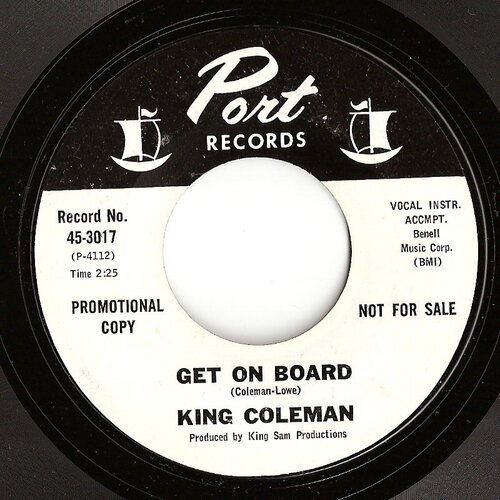 Port
RECORDS
Record No.
45-3017
(P-4112)
Time 2:25
VOCAL INSTR.
ACCMPT.
Benell
Music Corp.
(BMI)
PROMOTIONAL
COPY
NOT FOR SALE
GET ON BOARD
(Coleman-Lowe)
KING COLEMAN
Produced by King Sam Productions